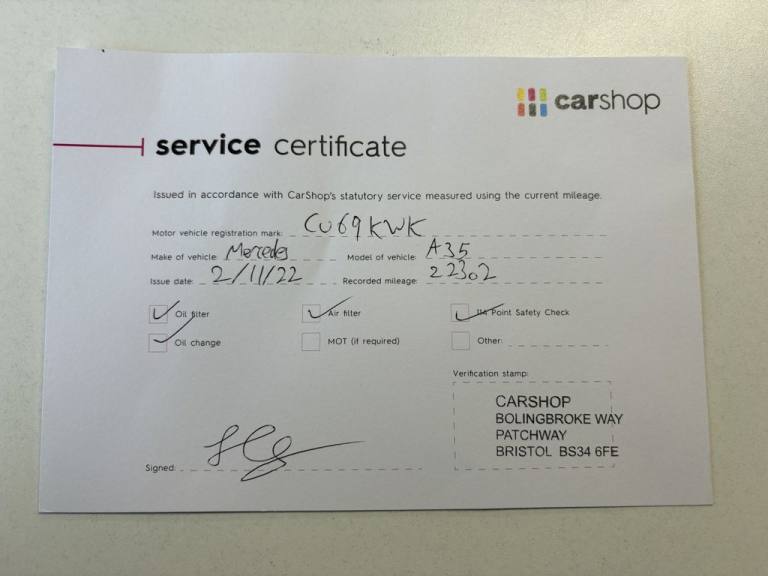 carshop
service certificate
Issued in accordance with CarShop's statutory service measured using the current mileage.
Motor vehicle registration mark: CU69KWK
Make of vehicle: Mercedes Model of vehicle: A35
Issue date: 2/11/22 Recorded mileage: 22302
Oil filter Air filter 114 Point Safety Check
Oil change MOT (if required) Other:
Verification stamp:
CARSHOP
BOLINGBROKE WAY
PATCHWAY
BRISTOL BS34 6FE
Signed: